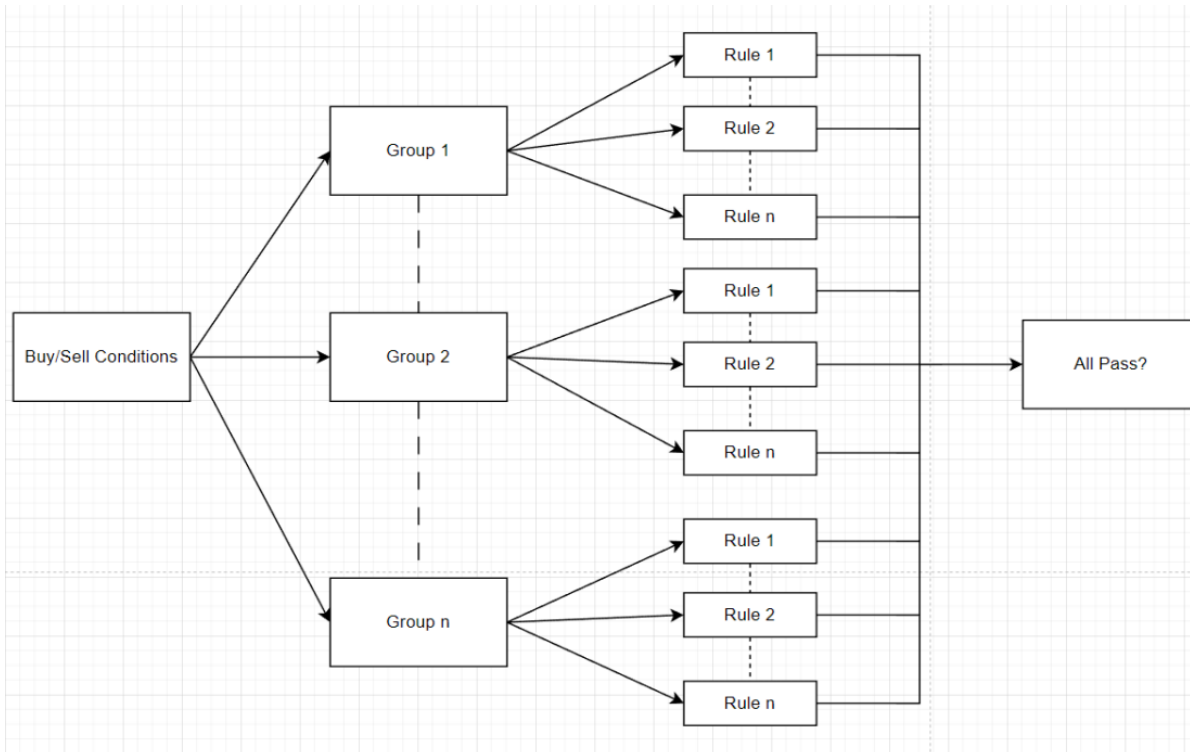 Buy/Sell Conditions
Group 1
Rule 1
Rule 2
Rule n
Group 2
Rule 1
Rule 2
Rule n
Group n
Rule 1
Rule 2
Rule n
All Pass?